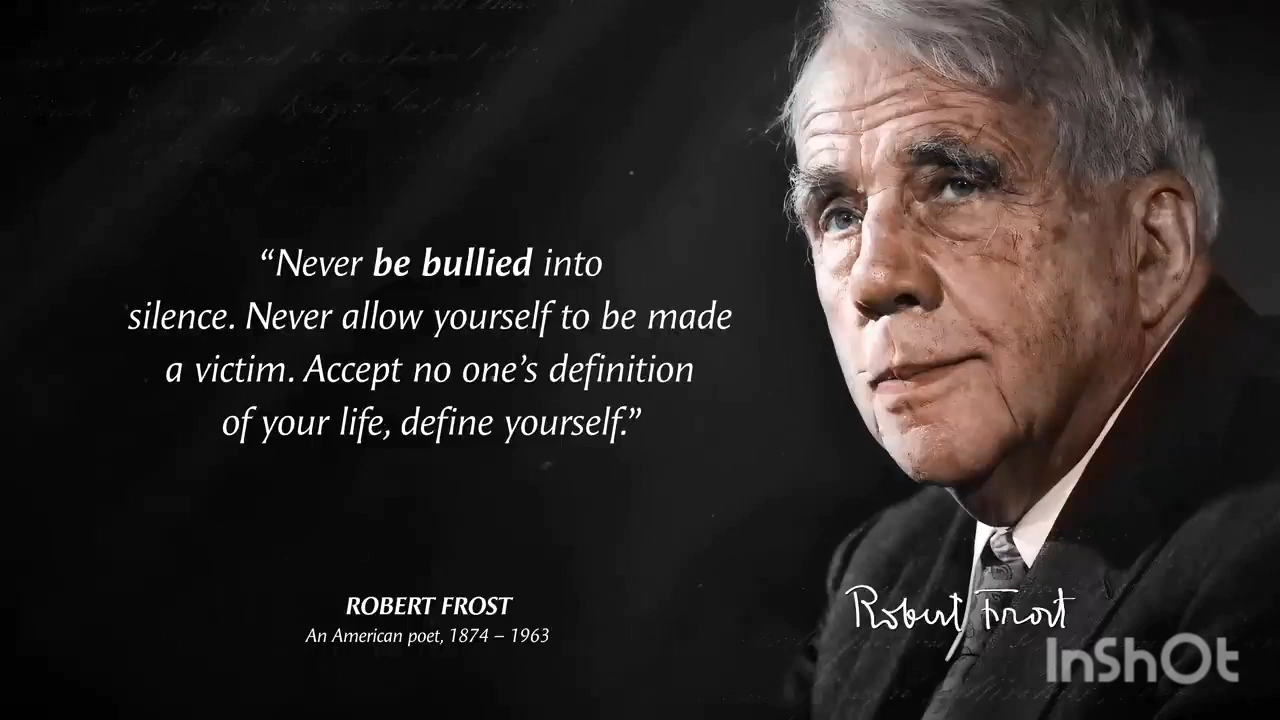 “Never be bullied into
silence. Never allow yourself to be made
a victim. Accept no one’s definition
of your life, define yourself.”
ROBERT FROST
An American poet, 1874 – 1963
Robert Frost
InShOt